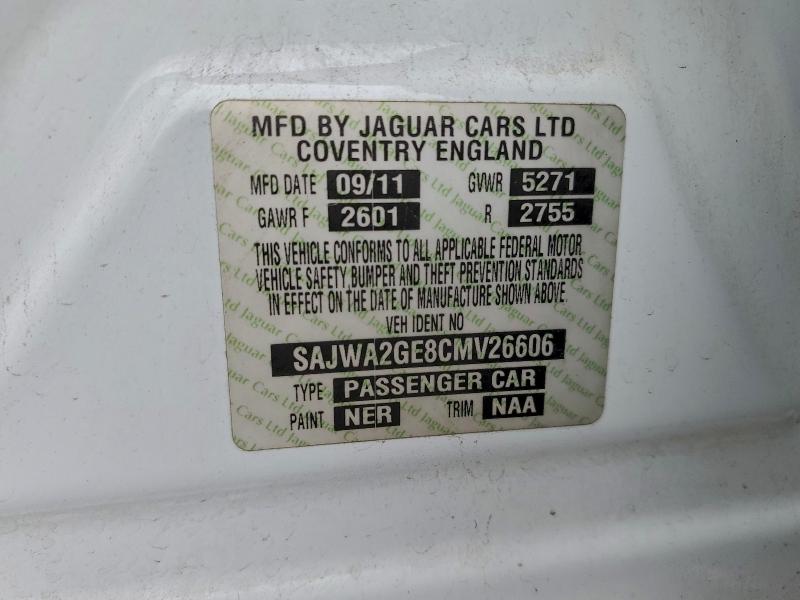 MFD BY JAGUAR CARS LTD
COVENTRY ENGLAND
MFD DATE 09/11 GVWR 5271
GAWR F 2601 R 2755
THIS VEHICLE CONFORMS TO ALL APPLICABLE FEDERAL MOTOR
VEHICLE SAFETY, BUMPER AND THEFT PREVENTION STANDARDS
IN EFFECT ON THE DATE OF MANUFACTURE SHOWN ABOVE.
VEH IDENT NO
SAJWA2GE8CMV26606
TYPE PASSENGER CAR
PAINT NER TRIM NAA